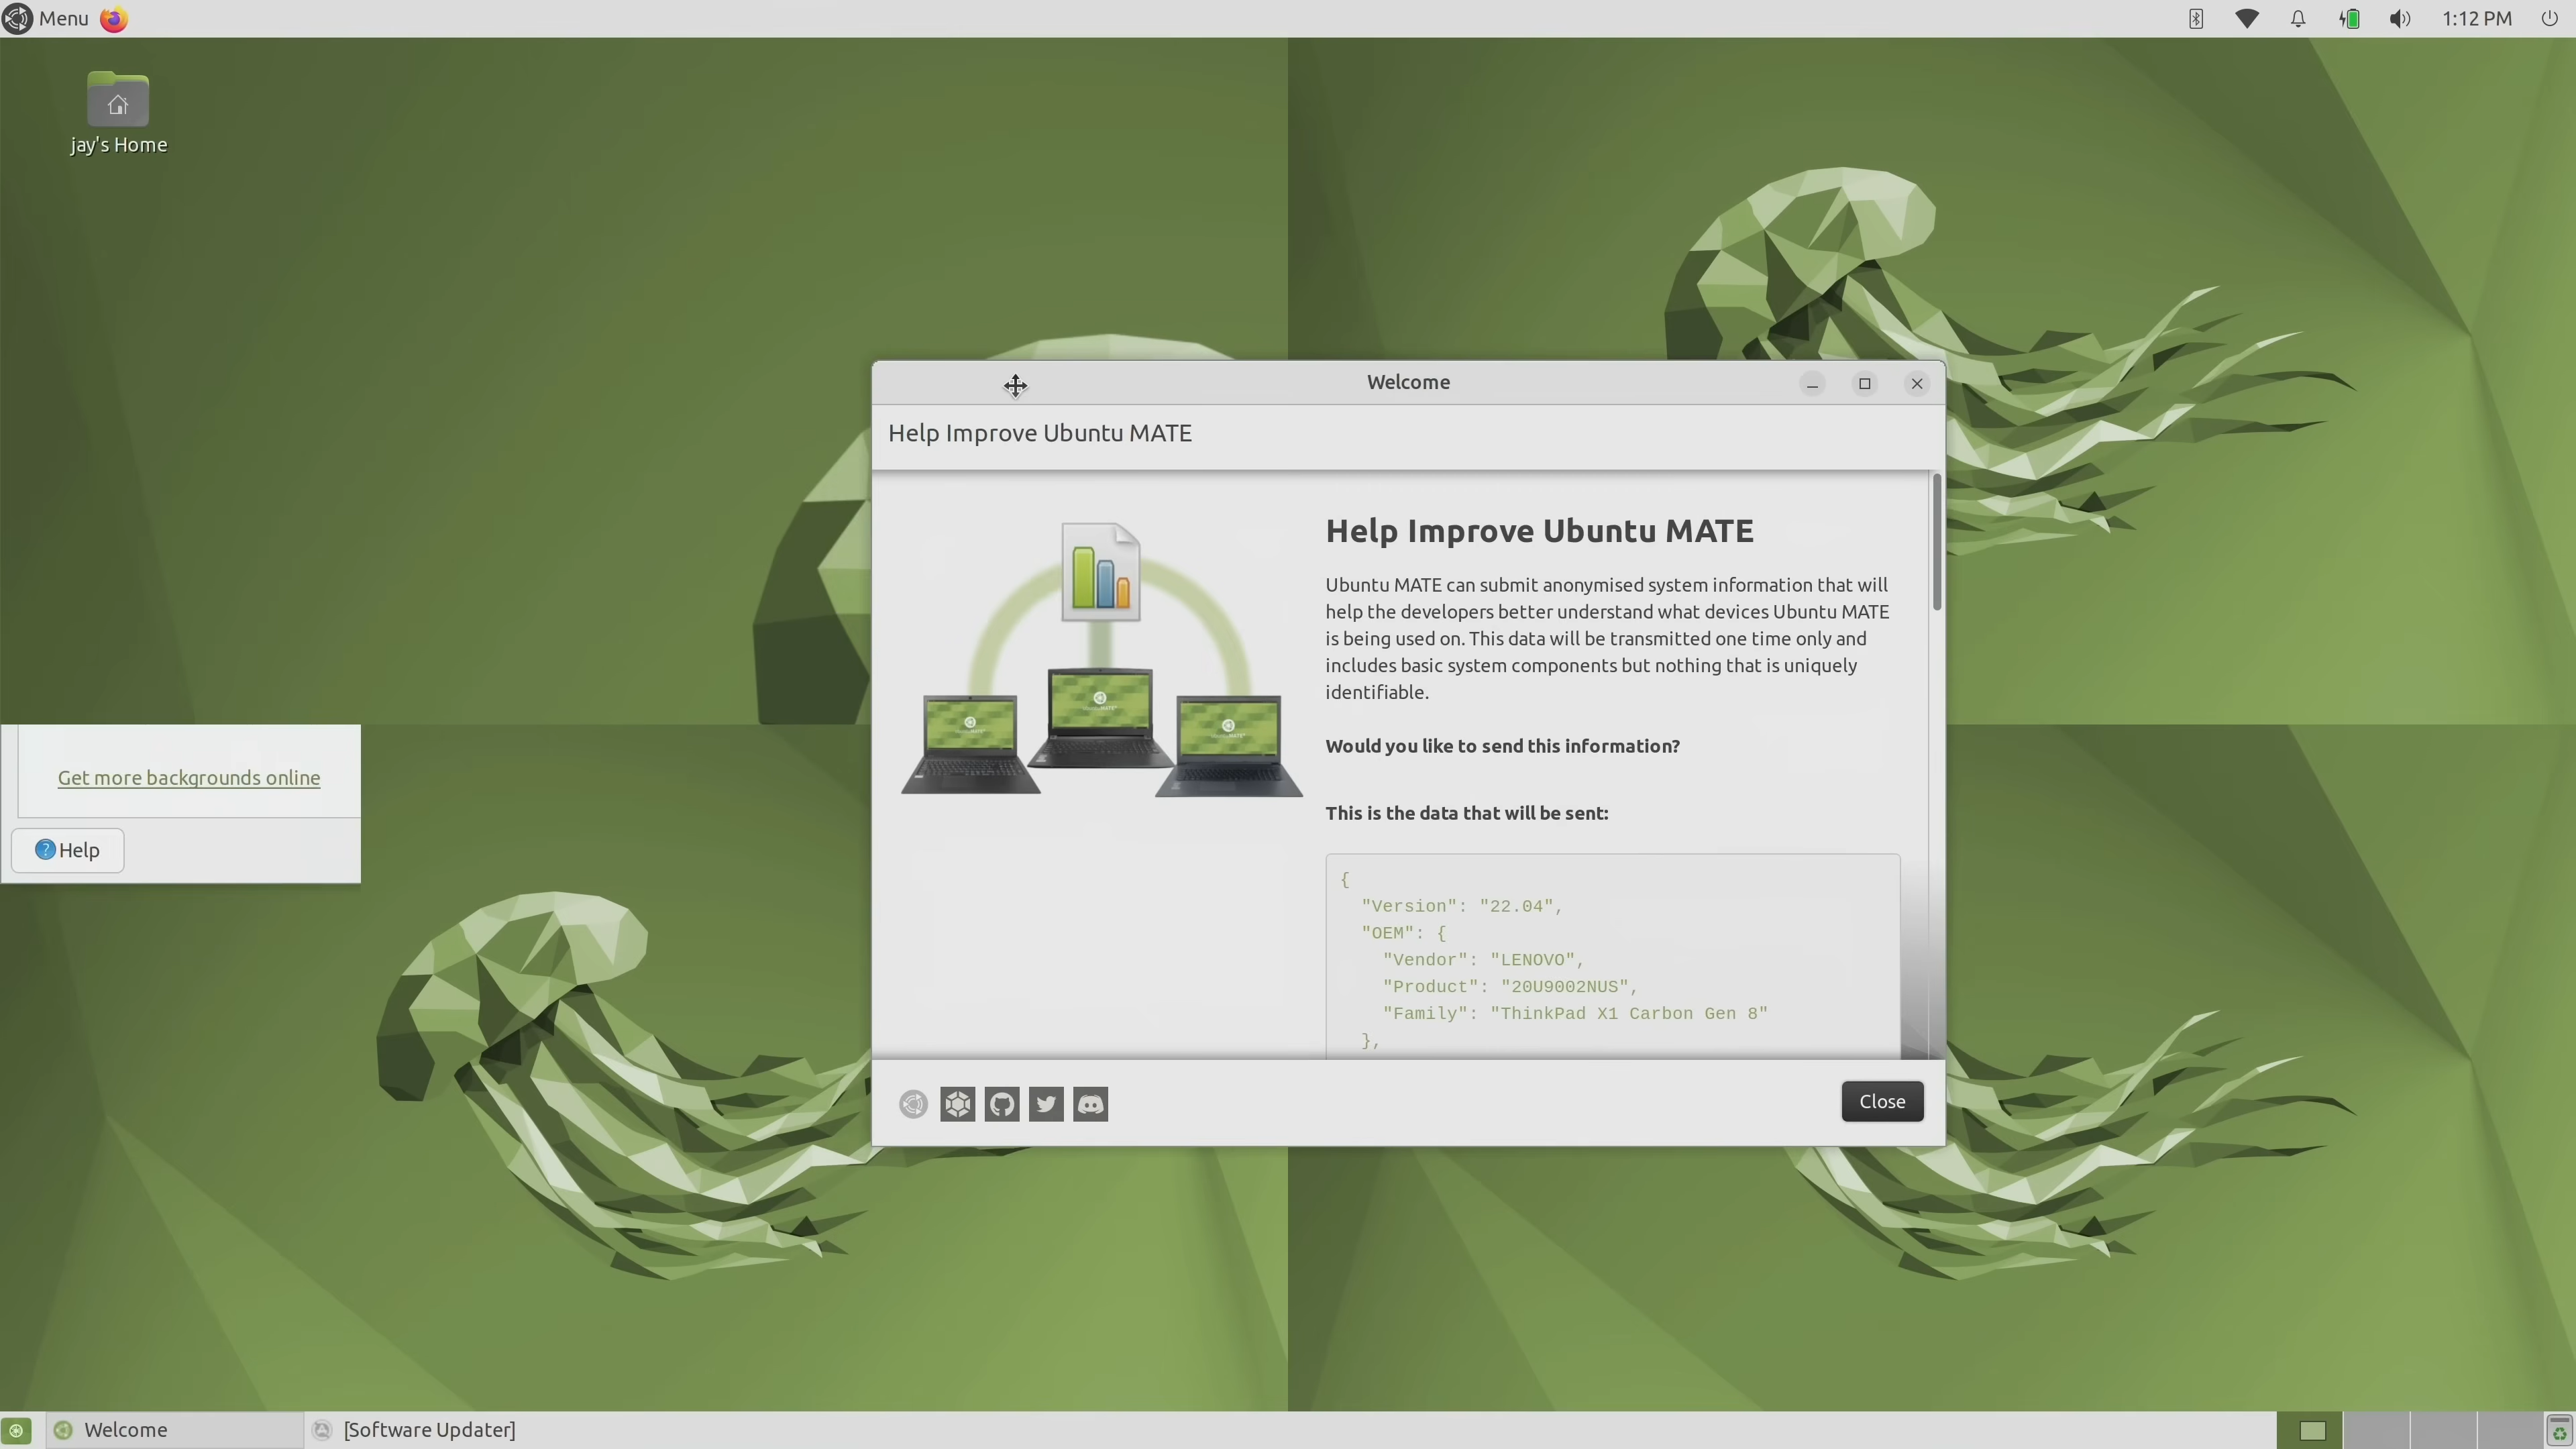 Menu
1:12 PM
jay's Home
Welcome
Help Improve Ubuntu MATE
Help Improve Ubuntu MATE
Ubuntu MATE can submit anonymised system information that will
help the developers better understand what devices Ubuntu MATE
is being used on. This data will be transmitted one time only and
includes basic system components but nothing that is uniquely
identifiable.
Would you like to send this information?
This is the data that will be sent:
{
"Version": "22.04",
"OEM": {
"Vendor": "LENOVO",
"Product": "20U9002NUS",
"Family": "ThinkPad X1 Carbon Gen 8"
},
Close
Get more backgrounds online
Help
Welcome
[Software Updater]